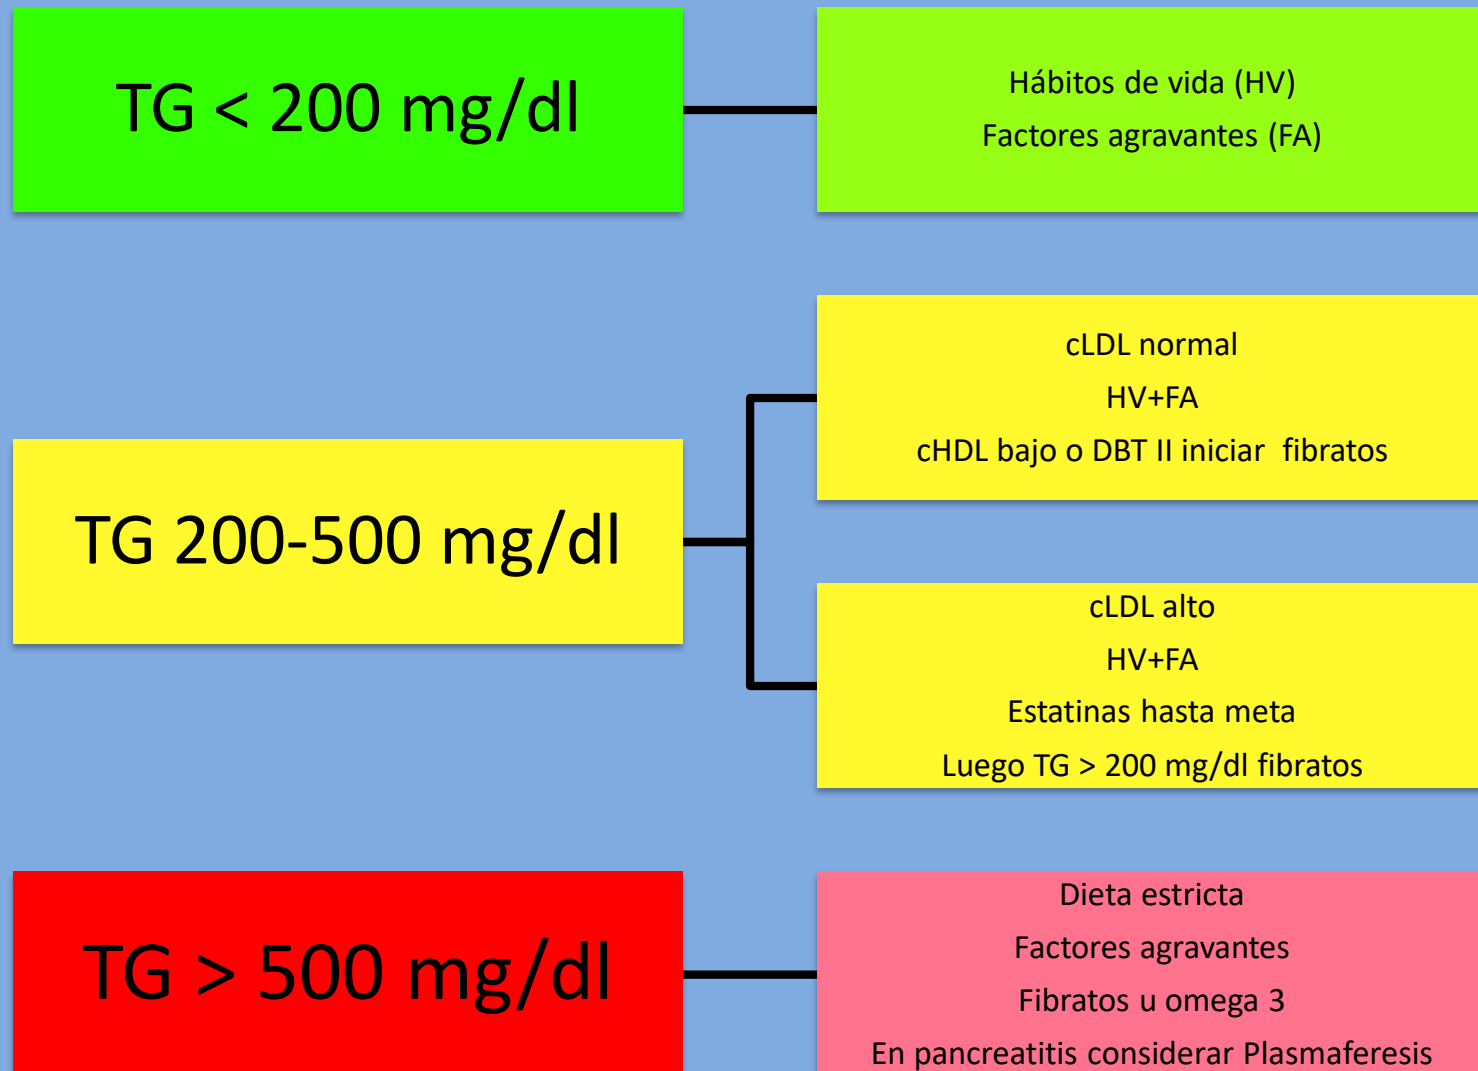 TG < 200 mg/dl
Hábitos de vida (HV)
Factores agravantes (FA)
TG 200-500 mg/dl
cLDL normal
HV+FA
cHDL bajo o DBT II iniciar fibratos
cLDL alto
HV+FA
Estatinas hasta meta
Luego TG > 200 mg/dl fibratos
TG > 500 mg/dl
Dieta estricta
Factores agravantes
Fibratos u omega 3
En pancreatitis considerar Plasmaferesis